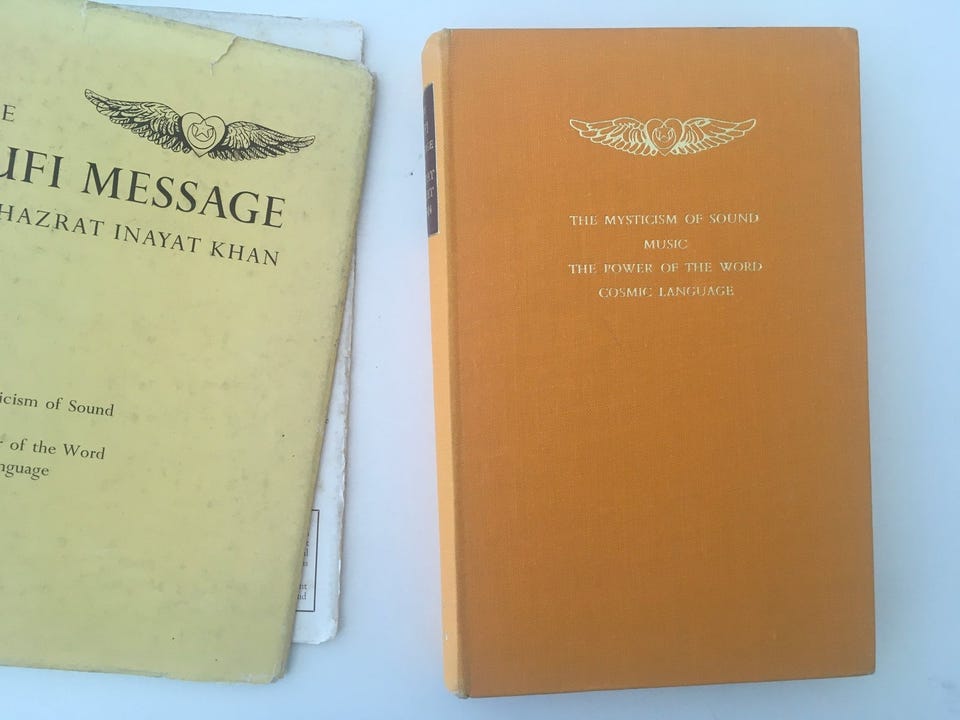 E
UFI MESSAGE
HAZRAT INAYAT KHAN
icism of Sound
of the Word
nguage
THE MYSTICISM OF SOUND
MUSIC
THE POWER OF THE WORD
COSMIC LANGUAGE